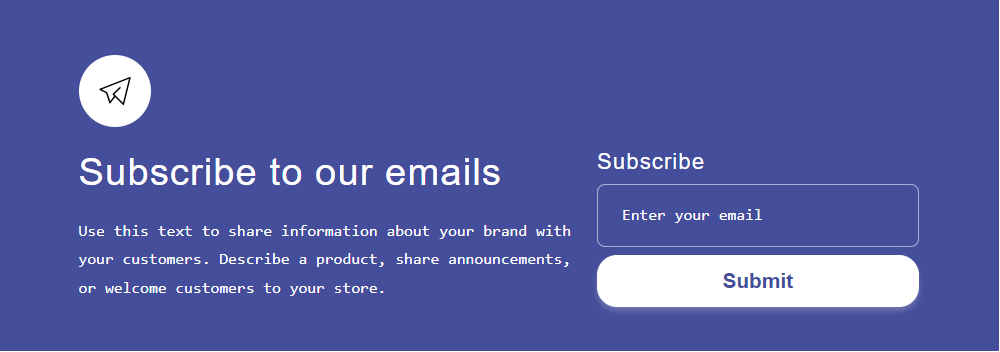 Subscribe to our emails
Use this text to share information about your brand with
your customers. Describe a product, share announcements,
or welcome customers to your store.
Subscribe
Enter your email
Submit